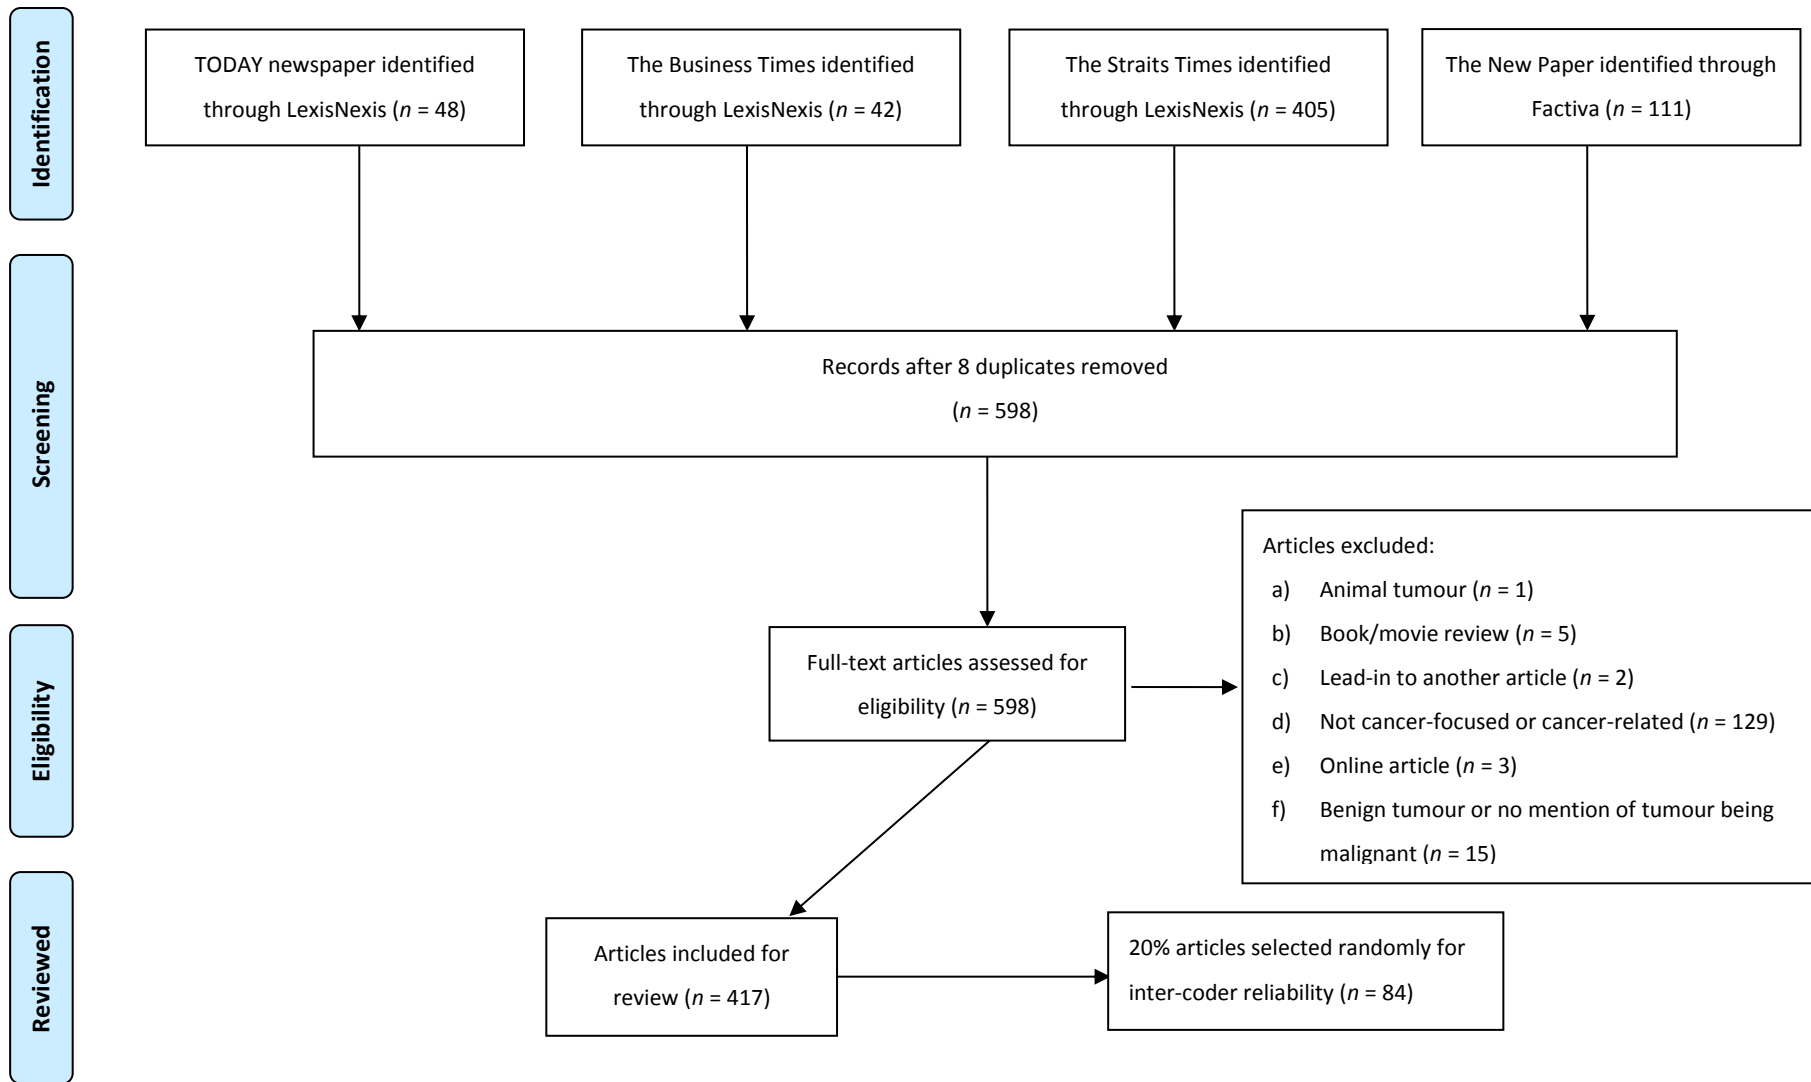 Identification
TODAY newspaper identified
through LexisNexis (n = 48)
The Business Times identified
through LexisNexis (n = 42)
The Straits Times identified
through LexisNexis (n = 405)
The New Paper identified through
Factiva (n = 111)
Screening
Records after 8 duplicates removed
(n = 598)
Eligibility
Full-text articles assessed for
eligibility (n = 598)
Articles excluded:
a) Animal tumour (n = 1)
b) Book/movie review (n = 5)
c) Lead-in to another article (n = 2)
d) Not cancer-focused or cancer-related (n = 129)
e) Online article (n = 3)
f) Benign tumour or no mention of tumour being
malignant (n = 15)
Reviewed
Articles included for
review (n = 417)
20% articles selected randomly for
inter-coder reliability (n = 84)